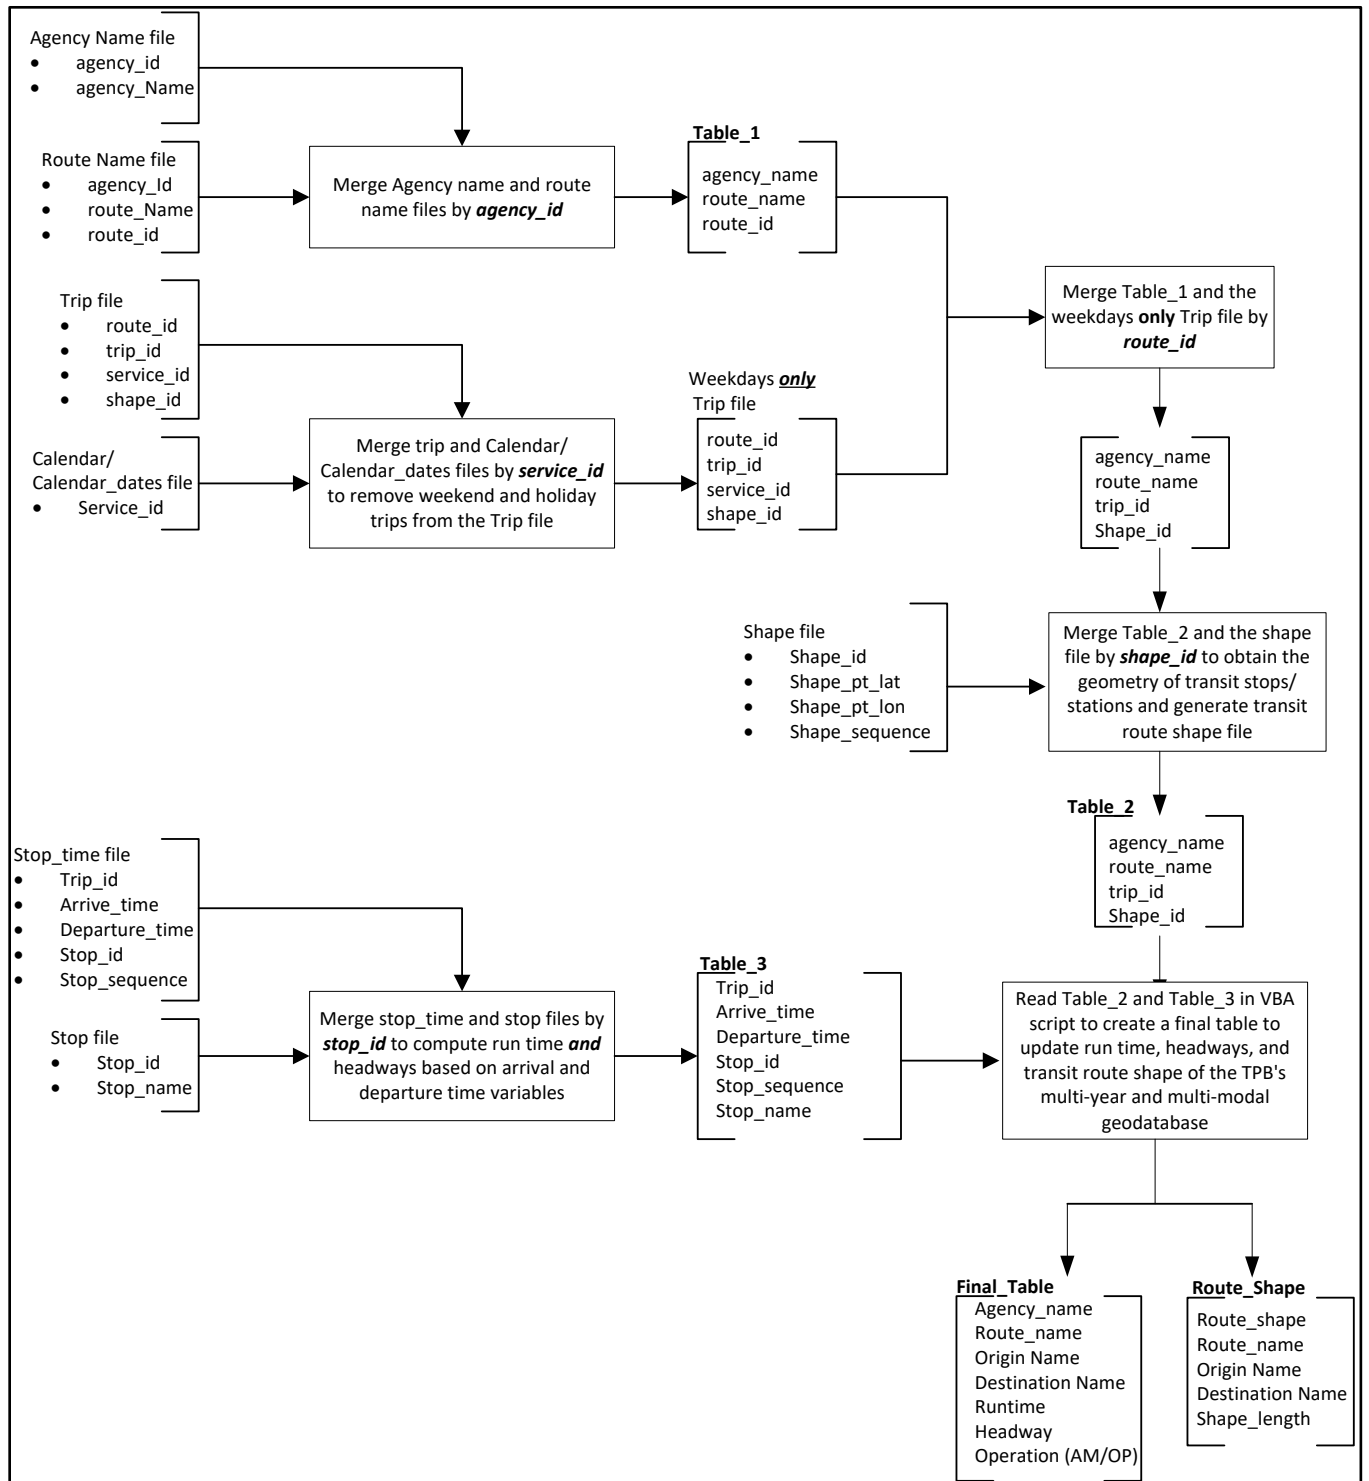 Agency Name file
• agency_id
• agency_Name
Route Name file
• agency_Id
• route_Name
• route_id
Merge Agency name and route
name files by agency_id
Table_1
agency_name
route_name
route_id
Trip file
• route_id
• trip_id
• service_id
• shape_id
Calendar/
Calendar_dates file
• Service_id
Merge trip and Calendar/
Calendar_dates files by service_id
to remove weekend and holiday
trips from the Trip file
Weekdays only
Trip file
route_id
trip_id
service_id
shape_id
Merge Table_1 and the
weekdays only Trip file by
route_id
agency_name
route_name
trip_id
Shape_id
Shape file
• Shape_id
• Shape_pt_lat
• Shape_pt_lon
• Shape_sequence
Merge Table_2 and the shape
file by shape_id to obtain the
geometry of transit stops/
stations and generate transit
route shape file
Table_2
agency_name
route_name
trip_id
Shape_id
Stop_time file
• Trip_id
• Arrive_time
• Departure_time
• Stop_id
• Stop_sequence
Stop file
• Stop_id
• Stop_name
Merge stop_time and stop files by
stop_id to compute run time and
headways based on arrival and
departure time variables
Table_3
Trip_id
Arrive_time
Departure_time
Stop_id
Stop_sequence
Stop_name
Read Table_2 and Table_3 in VBA
script to create a final table to
update run time, headways, and
transit route shape of the TPB's
multi-year and multi-modal
geodatabase
Final_Table
Agency_name
Route_name
Origin Name
Destination Name
Runtime
Headway
Operation (AM/OP)
Route_Shape
Route_shape
Route_name
Origin Name
Destination Name
Shape_length